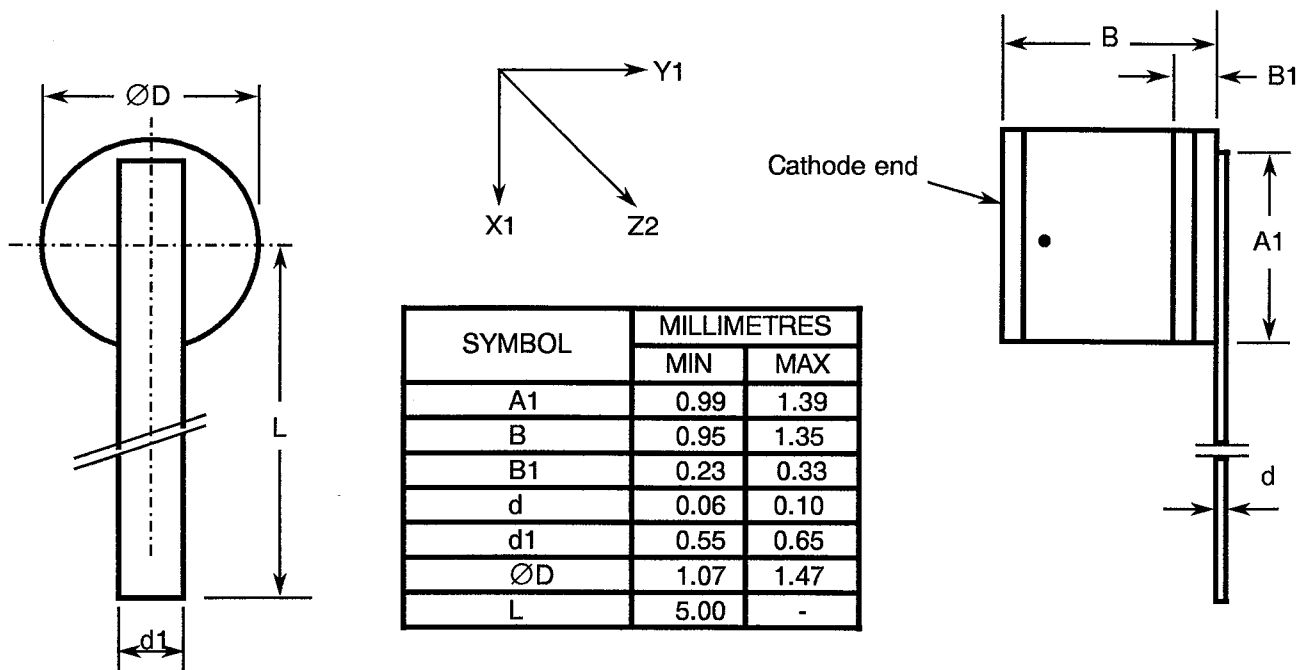 ØD
L
d1
Y1
X1
Z2
SYMBOL MILLIMETRES
MIN MAX
A1 0.99 1.39
B 0.95 1.35
B1 0.23 0.33
d 0.06 0.10
d1 0.55 0.65
ØD 1.07 1.47
L 5.00 -
B
B1
Cathode end
A1
d